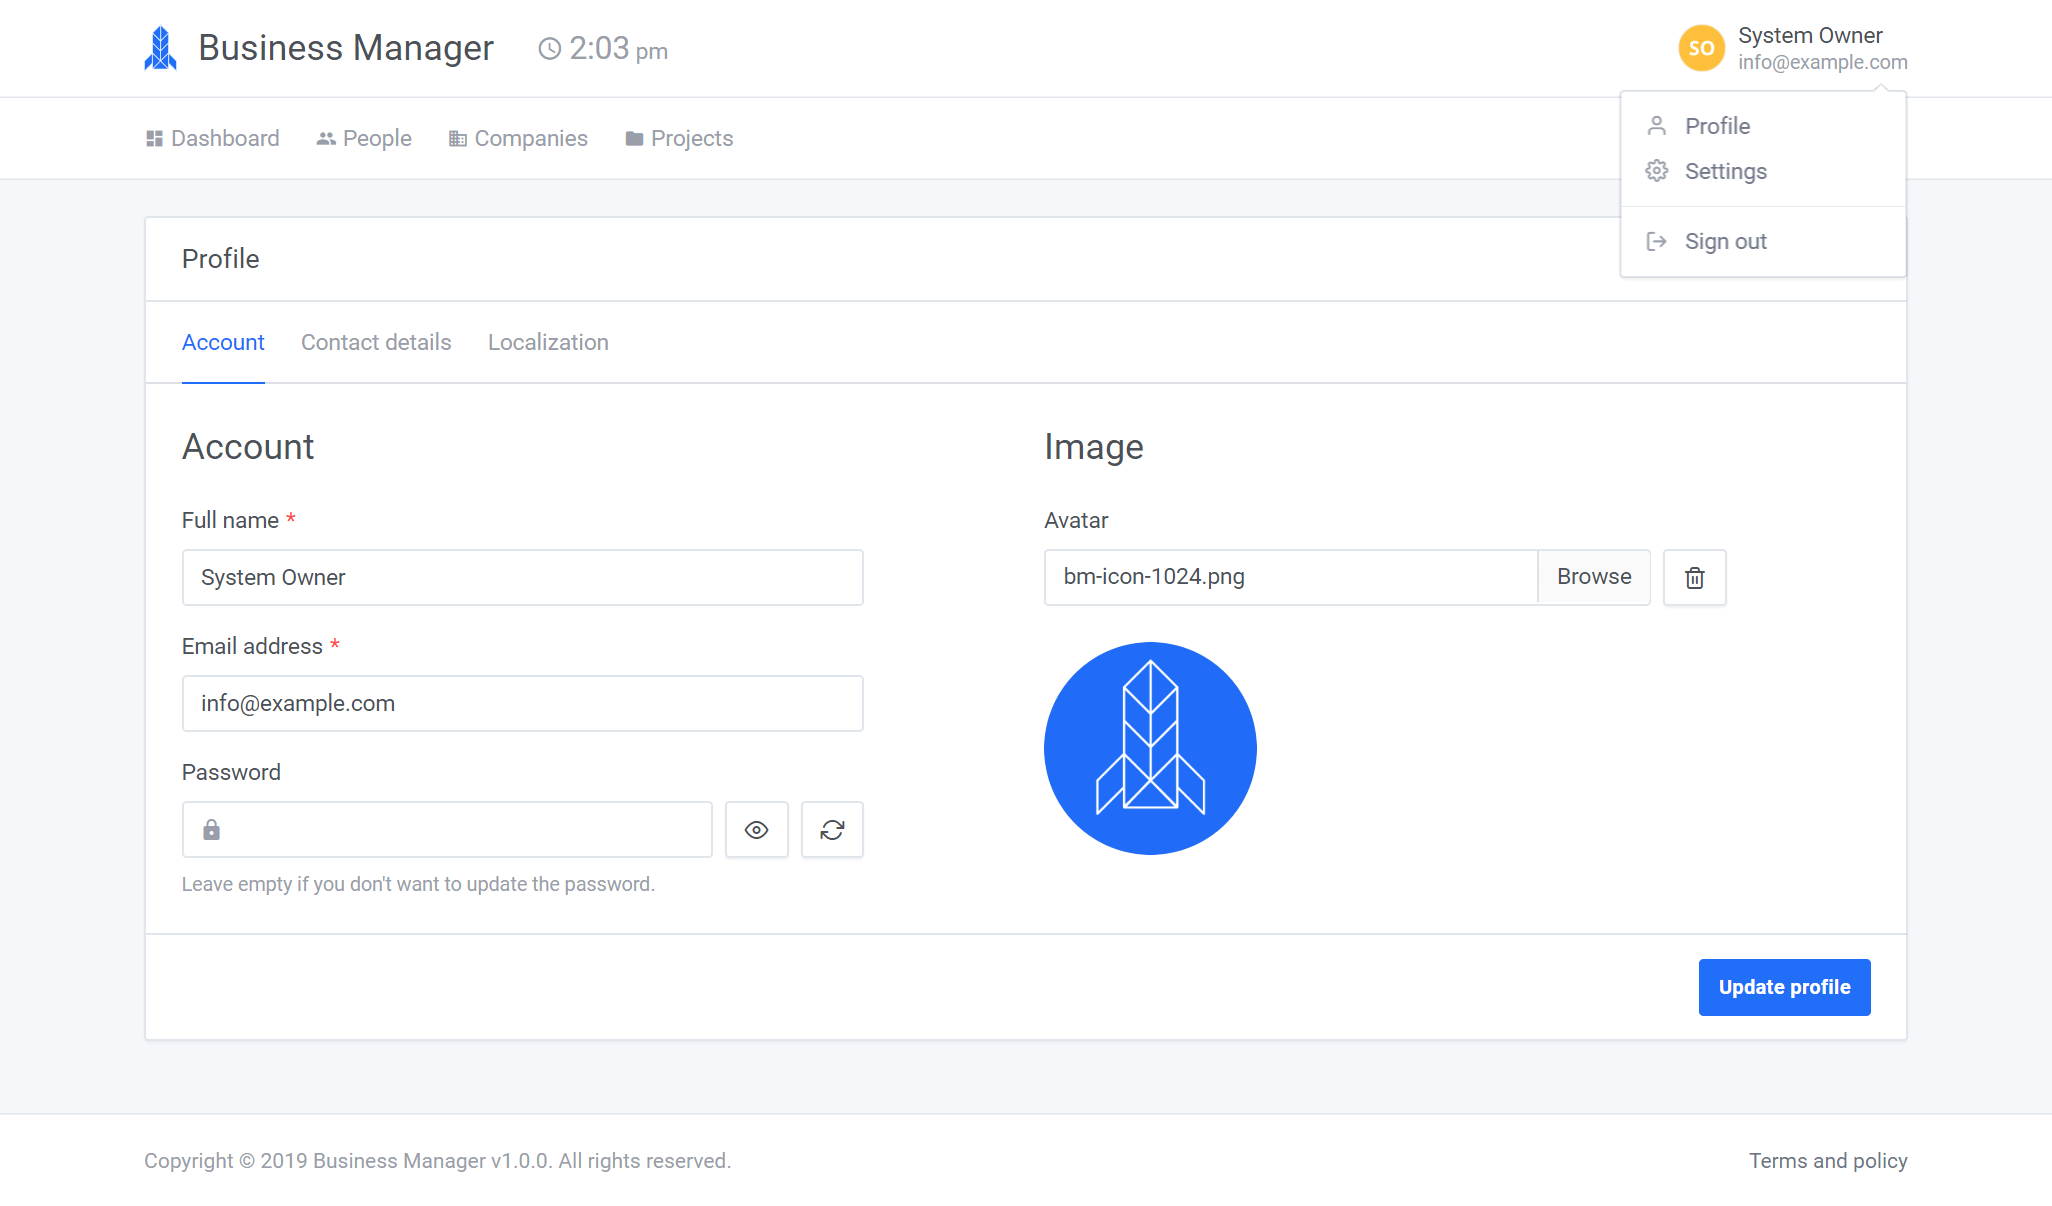 Business Manager
2:03 pm
SO
System Owner
info@example.com
Dashboard
People
Companies
Projects
Profile
Settings
Sign out
Profile
Account
Contact details
Localization
Account
Full name *
System Owner
Email address *
info@example.com
Password
Leave empty if you don't want to update the password.
Image
Avatar
bm-icon-1024.png
Browse
Update profile
Copyright © 2019 Business Manager v1.0.0. All rights reserved.
Terms and policy